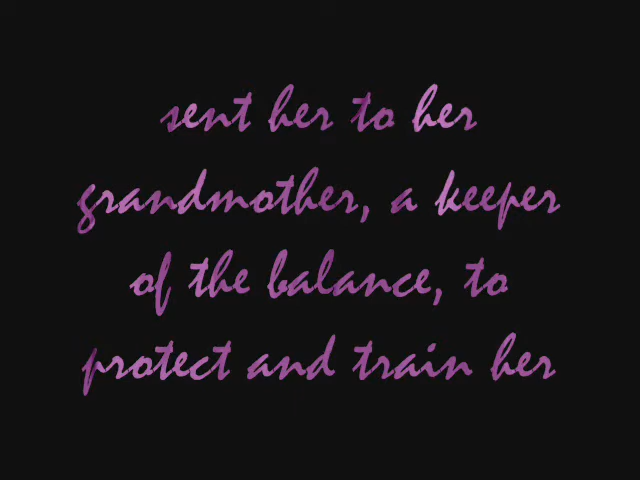 sent her to her
grandmother, a keeper
of the balance, to
protect and train her